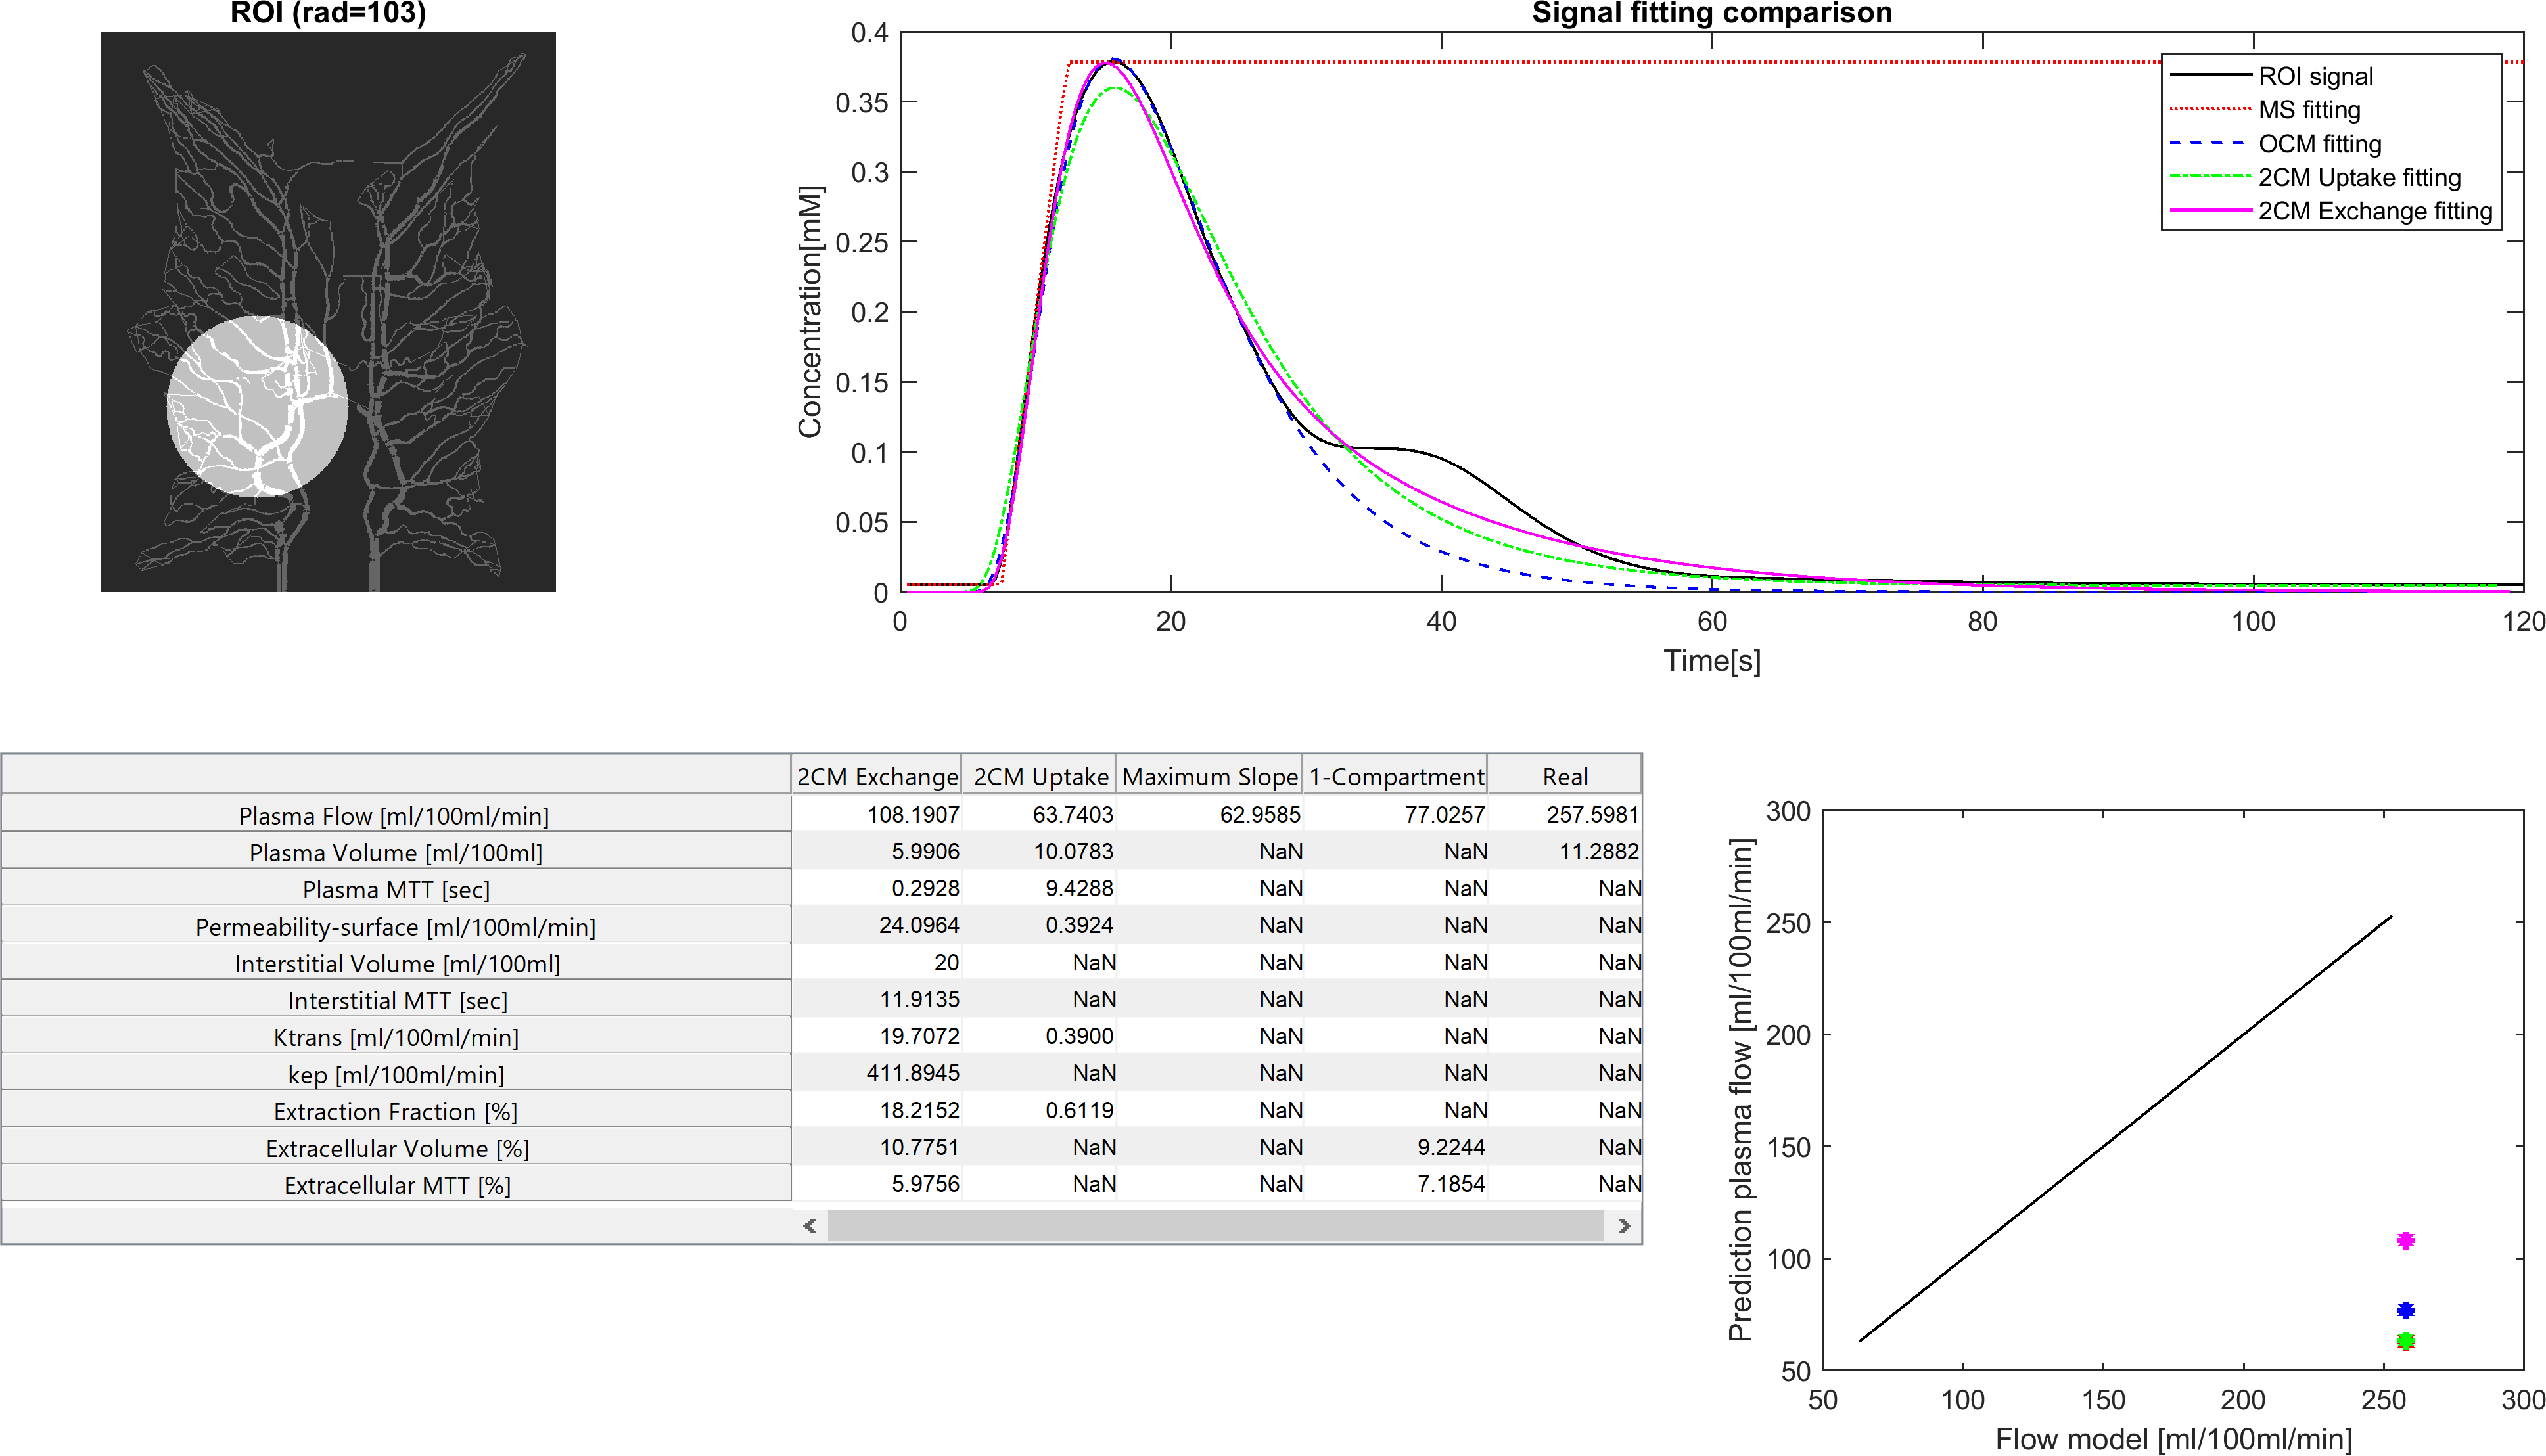 ROI (rad=103)
Signal fitting comparison
0.4
0.35
0.3
0.25
0.2
0.15
0.1
0.05
0
Concentration[mM]
0 20 40 60 80 100 120
Time[s]
ROI signal
MS fitting
OCM fitting
2CM Uptake fitting
2CM Exchange fitting
2CM Exchange 2CM Uptake Maximum Slope 1-Compartment Real
Plasma Flow [ml/100ml/min] 108.1907 63.7403 62.9585 77.0257 257.5981
Plasma Volume [ml/100ml] 5.9906 10.0783 NaN NaN 11.2882
Plasma MTT [sec] 0.2928 9.4288 NaN NaN NaN
Permeability-surface [ml/100ml/min] 24.0964 0.3924 NaN NaN NaN
Interstitial Volume [ml/100ml] 20 NaN NaN NaN NaN
Interstitial MTT [sec] 11.9135 NaN NaN NaN NaN
Ktrans [ml/100ml/min] 19.7072 0.3900 NaN NaN NaN
kep [ml/100ml/min] 411.8945 NaN NaN NaN NaN
Extraction Fraction [%] 18.2152 0.6119 NaN NaN NaN
Extracellular Volume [%] 10.7751 NaN NaN 9.2244 NaN
Extracellular MTT [%] 5.9756 NaN NaN 7.1854 NaN
300
250
200
150
100
50
Prediction plasma flow [ml/100ml/min]
50 100 150 200 250 300
Flow model [ml/100ml/min]